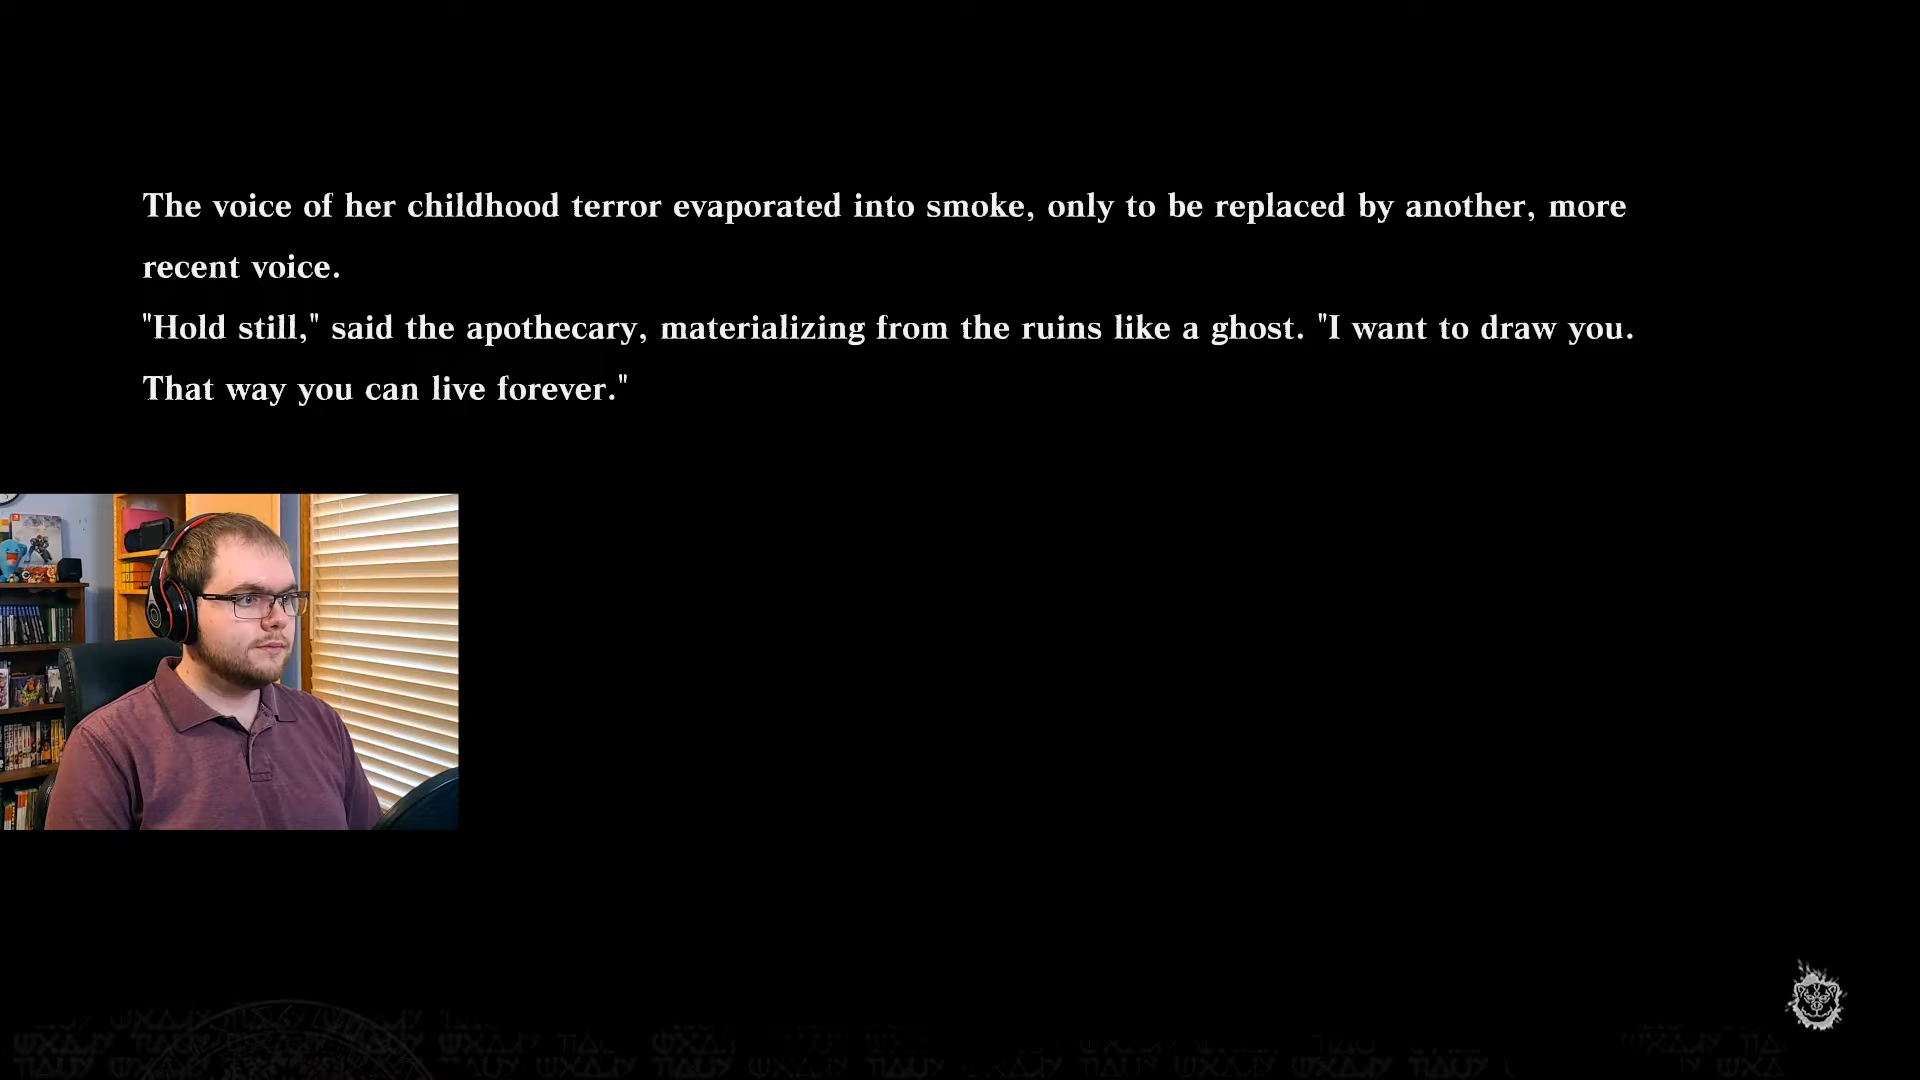 The voice of her childhood terror evaporated into smoke, only to be replaced by another, more
recent voice.
"Hold still," said the apothecary, materializing from the ruins like a ghost. "I want to draw you.
That way you can live forever."